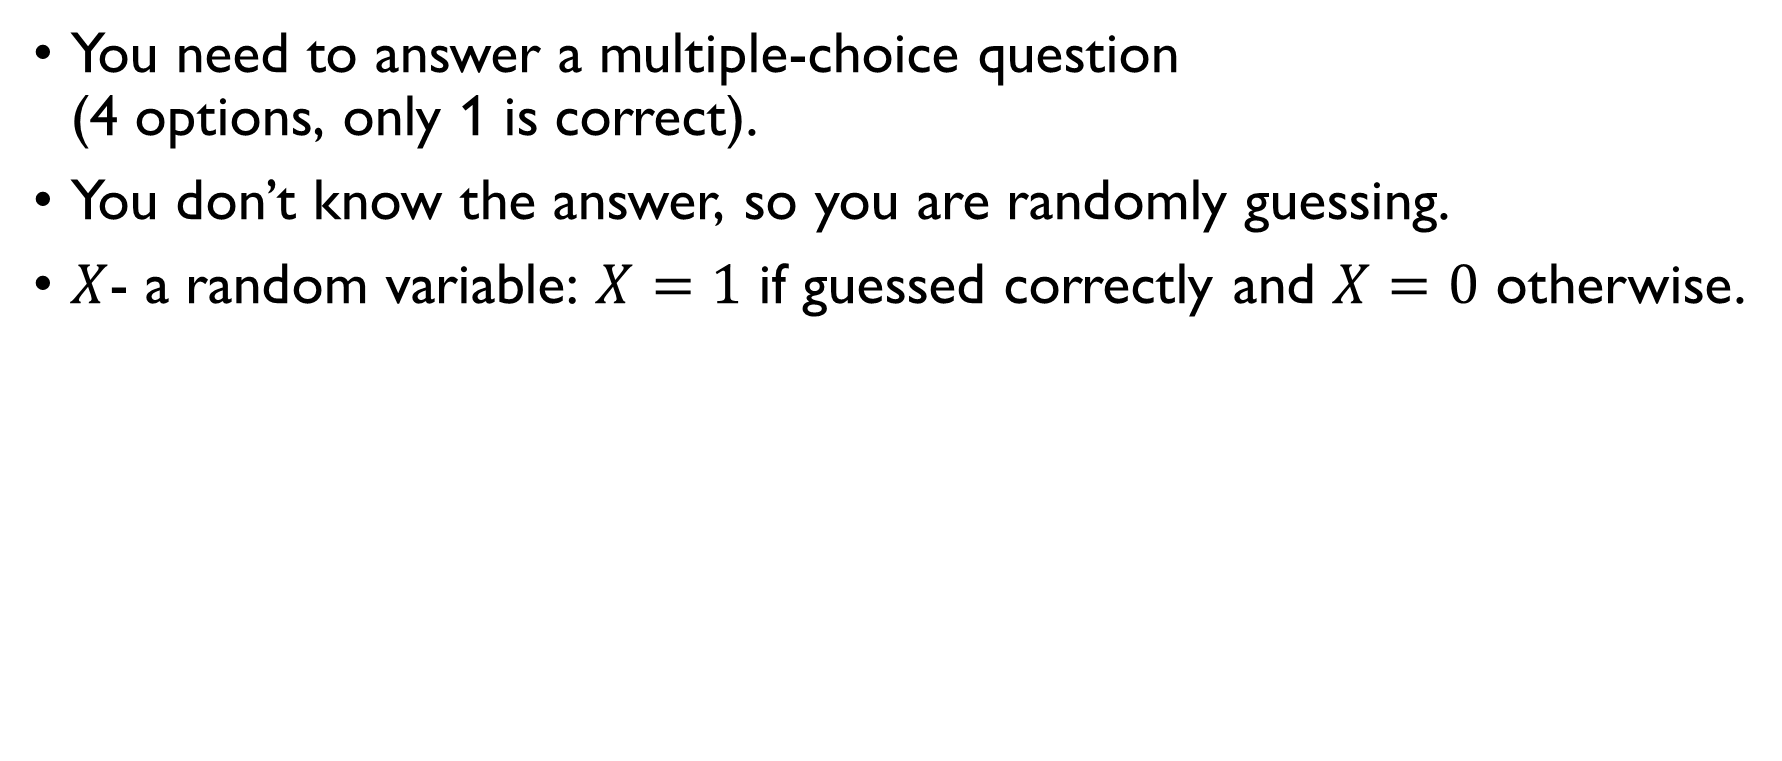 • You need to answer a multiple-choice question
(4 options, only 1 is correct).
• You don’t know the answer, so you are randomly guessing.
• X- a random variable: X = 1 if guessed correctly and X = 0 otherwise.